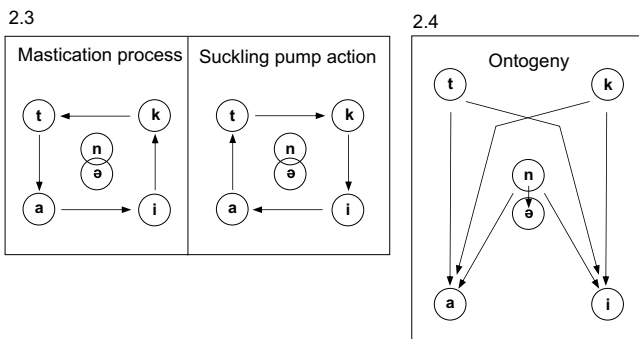 2.3
Mastication process
Suckling pump action
t k
n
ə
a i
t k
n
ə
a i
2.4
Ontogeny
t k
n
ə
a i